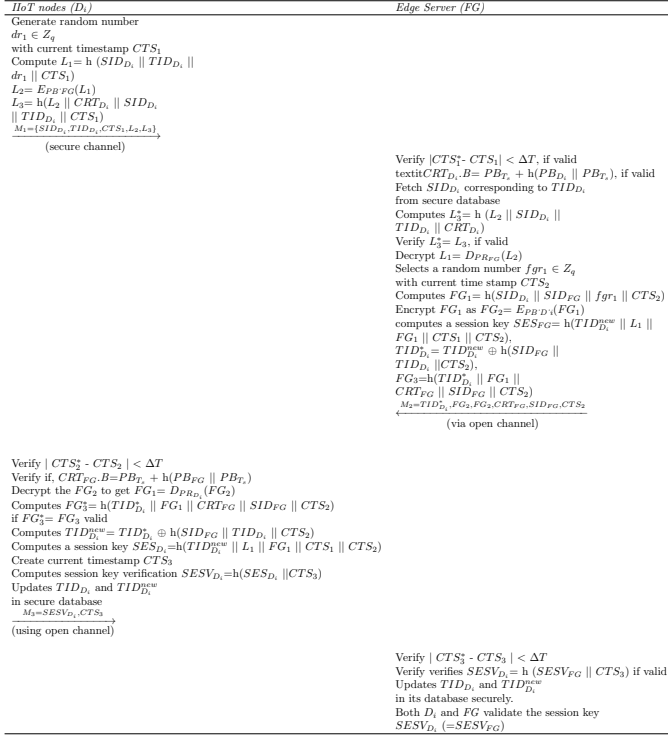 IIoT nodes (D_i) Edge Server (FG)
Generate random number
dr_1 ∈ Z_q
with current timestamp CTS_1
Compute L_1= h (SID_{D_i} || TID_{D_i} ||
dr_1 || CTS_1)
L_2= E_{PB'FG}(L_1)
L_3= h(L_2 || CRT_{D_i} || SID_{D_i}
|| TID_{D_i} || CTS_1)
M_1={SID_{D_i},TID_{D_i},CTS_1,L_2,L_3}
(secure channel)
Verify |CTS_1^*- CTS_1| < ΔT, if valid
textitCRT_{D_i}.B= PB_{T_s} + h(PB_{D_i} || PB_{T_s}), if valid
Fetch SID_{D_i} corresponding to TID_{D_i}
from secure database
Computes L_3^*= h (L_2 || SID_{D_i} ||
TID_{D_i} || CRT_{D_i})
Verify L_3^*= L_3, if valid
Decrypt L_1= D_{PR_{FG}}(L_2)
Selects a random number fgr_1 ∈ Z_q
with current time stamp CTS_2
Computes FG_1= h(SID_{D_i} || SID_{FG} || fgr_1 || CTS_2)
Encrypt FG_1 as FG_2= E_{PB'D'i}(FG_1)
computes a session key SES_{FG}= h(TID_{D_i}^{new} || L_1 ||
FG_1 || CTS_1 || CTS_2),
TID_{D_i}^*= TID_{D_i}^{new} ⊕ h(SID_{FG} ||
TID_{D_i} ||CTS_2),
FG_3=h(TID_{D_i}^* || FG_1 ||
CRT_{FG} || SID_{FG} || CTS_2)
M_2=TID_{D_i}^*,FG_2,FG_2,CRT_{FG},SID_{FG},CTS_2
(via open channel)
Verify | CTS_2^* - CTS_2 | < ΔT
Verify if, CRT_{FG}.B=PB_{T_s} + h(PB_{FG} || PB_{T_s})
Decrypt the FG_2 to get FG_1= D_{PR_{D_i}}(FG_2)
Computes FG_3^*= h(TID_{D_i}^* || FG_1 || CRT_{FG} || SID_{FG} || CTS_2)
if FG_3^*= FG_3 valid
Computes TID_{D_i}^{new}= TID_{D_i}^* ⊕ h(SID_{FG} || TID_{D_i} || CTS_2)
Computes a session key SES_{D_i}=h(TID_{D_i}^{new} || L_1 || FG_1 || CTS_1 || CTS_2)
Create current timestamp CTS_3
Computes session key verification SESV_{D_i}=h(SES_{D_i} ||CTS_3)
Updates TID_{D_i} and TID_{D_i}^{new}
in secure database
M_3=SESV_{D_i},CTS_3
(using open channel)
Verify | CTS_3^* - CTS_3 | < ΔT
Verify verifies SESV_{D_i}= h (SESV_{FG} || CTS_3) if valid
Updates TID_{D_i} and TID_{D_i}^{new}
in its database securely.
Both D_i and FG validate the session key
SESV_{D_i} (=SESV_{FG})